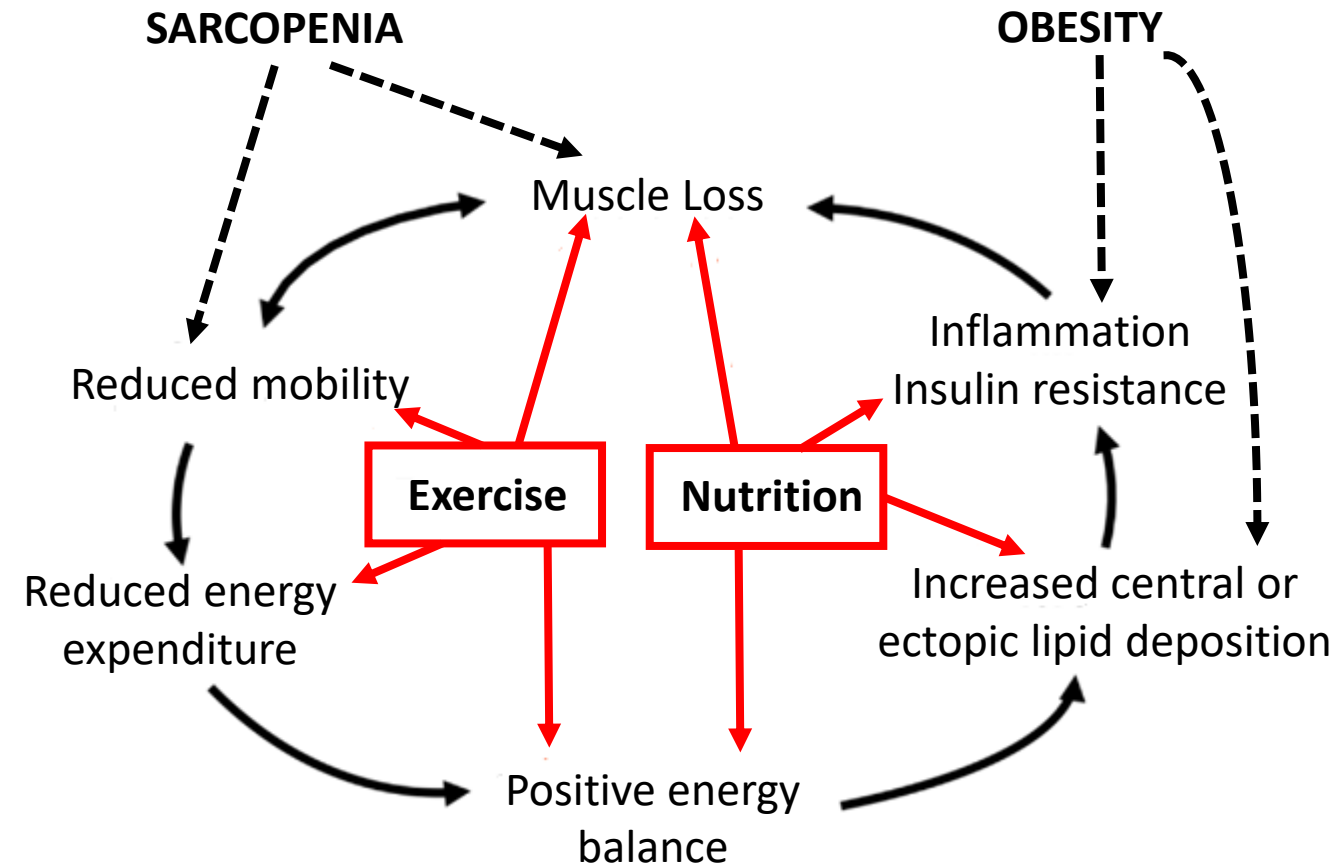 SARCOPENIA
OBESITY
Muscle Loss
Inflammation
Insulin resistance
Reduced mobility
Exercise
Nutrition
Reduced energy
expenditure
Increased central or
ectopic lipid deposition
Positive energy
balance